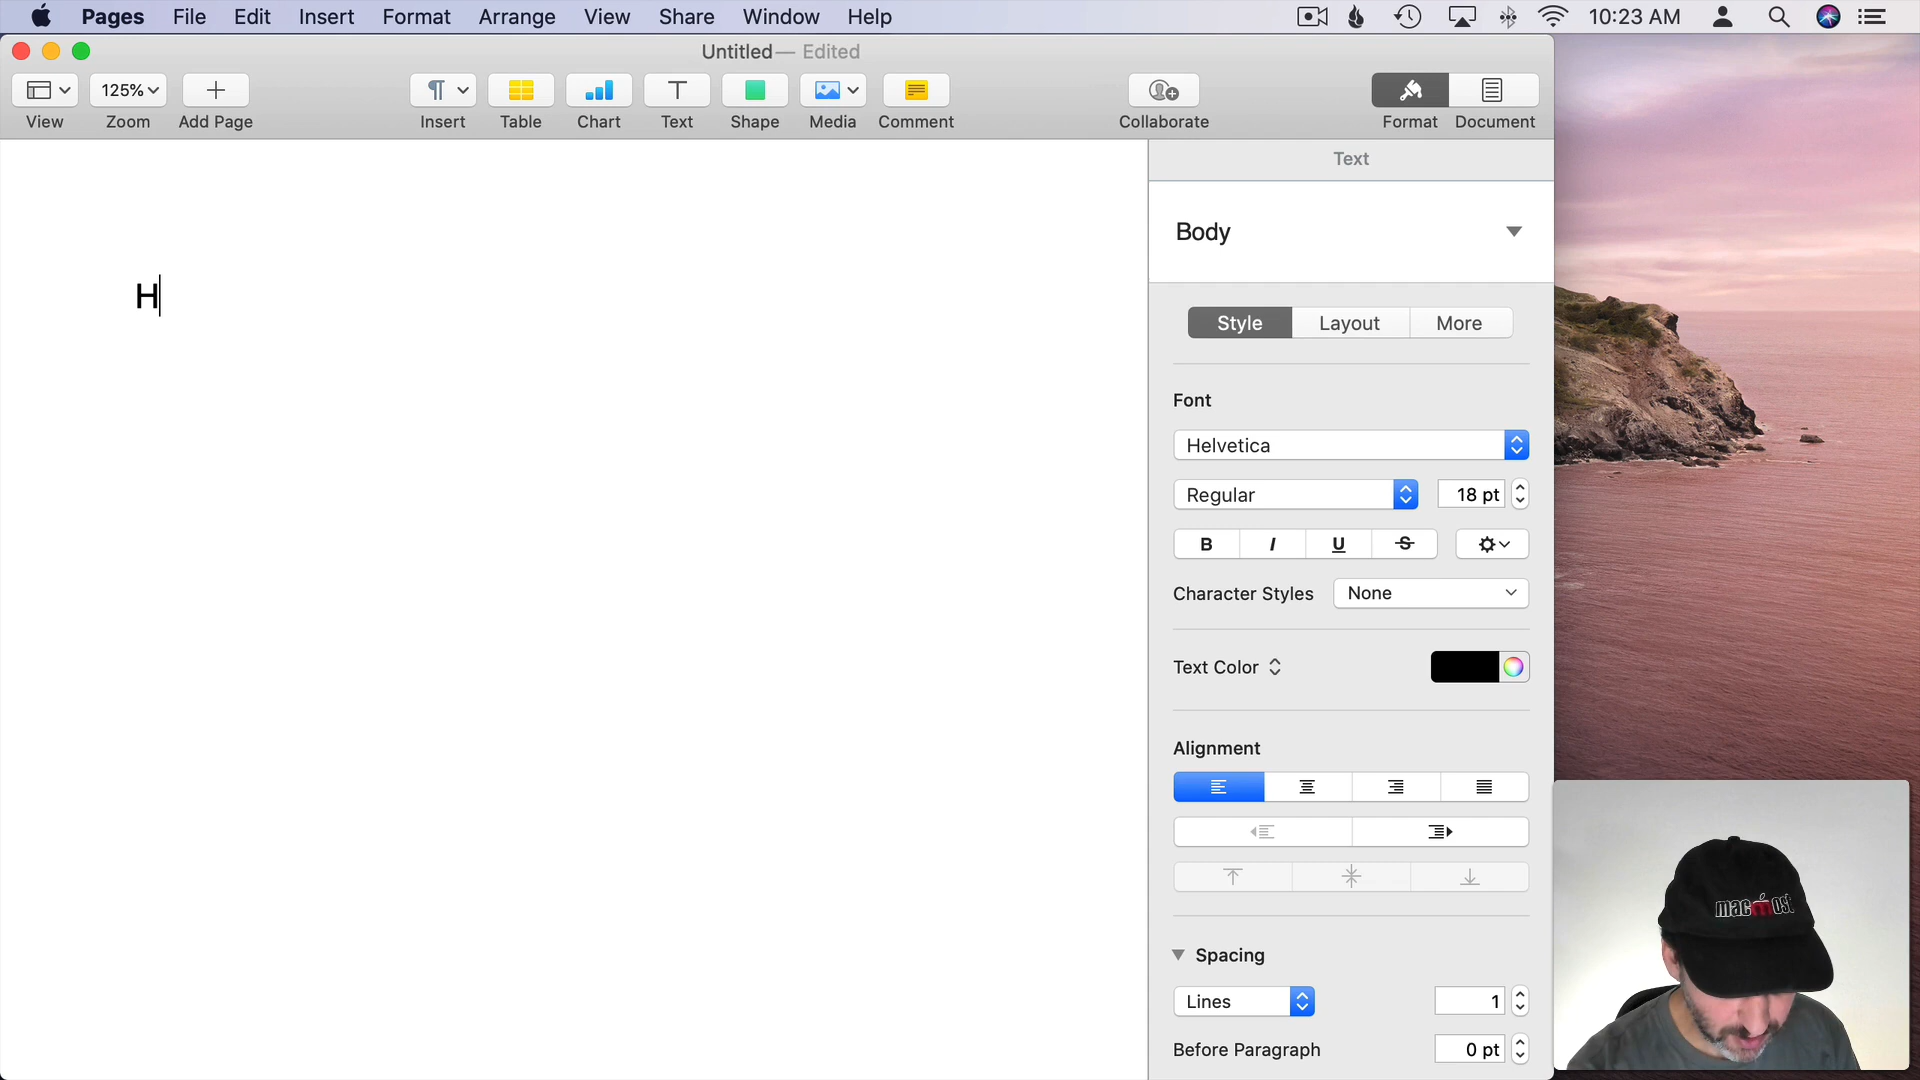 Pages File Edit Insert Format Arrange View Share Window Help 10:23 AM
Untitled — Edited
125%
View Zoom Add Page Insert Table Chart Text Shape Media Comment Collaborate Format Document
Text
Body
H
Style Layout More
Font
Helvetica
Regular 18 pt
B I U S
Character Styles None
Text Color
Alignment
Spacing
Lines 1
Before Paragraph 0 pt
macmost